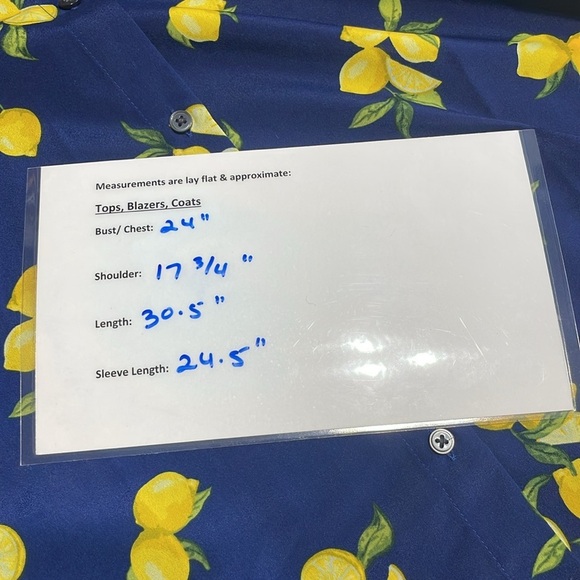 Measurements are lay flat & approximate:
Tops, Blazers, Coats
Bust/ Chest: 24"
Shoulder: 17 3/4"
Length: 30.5"
Sleeve Length: 24.5"